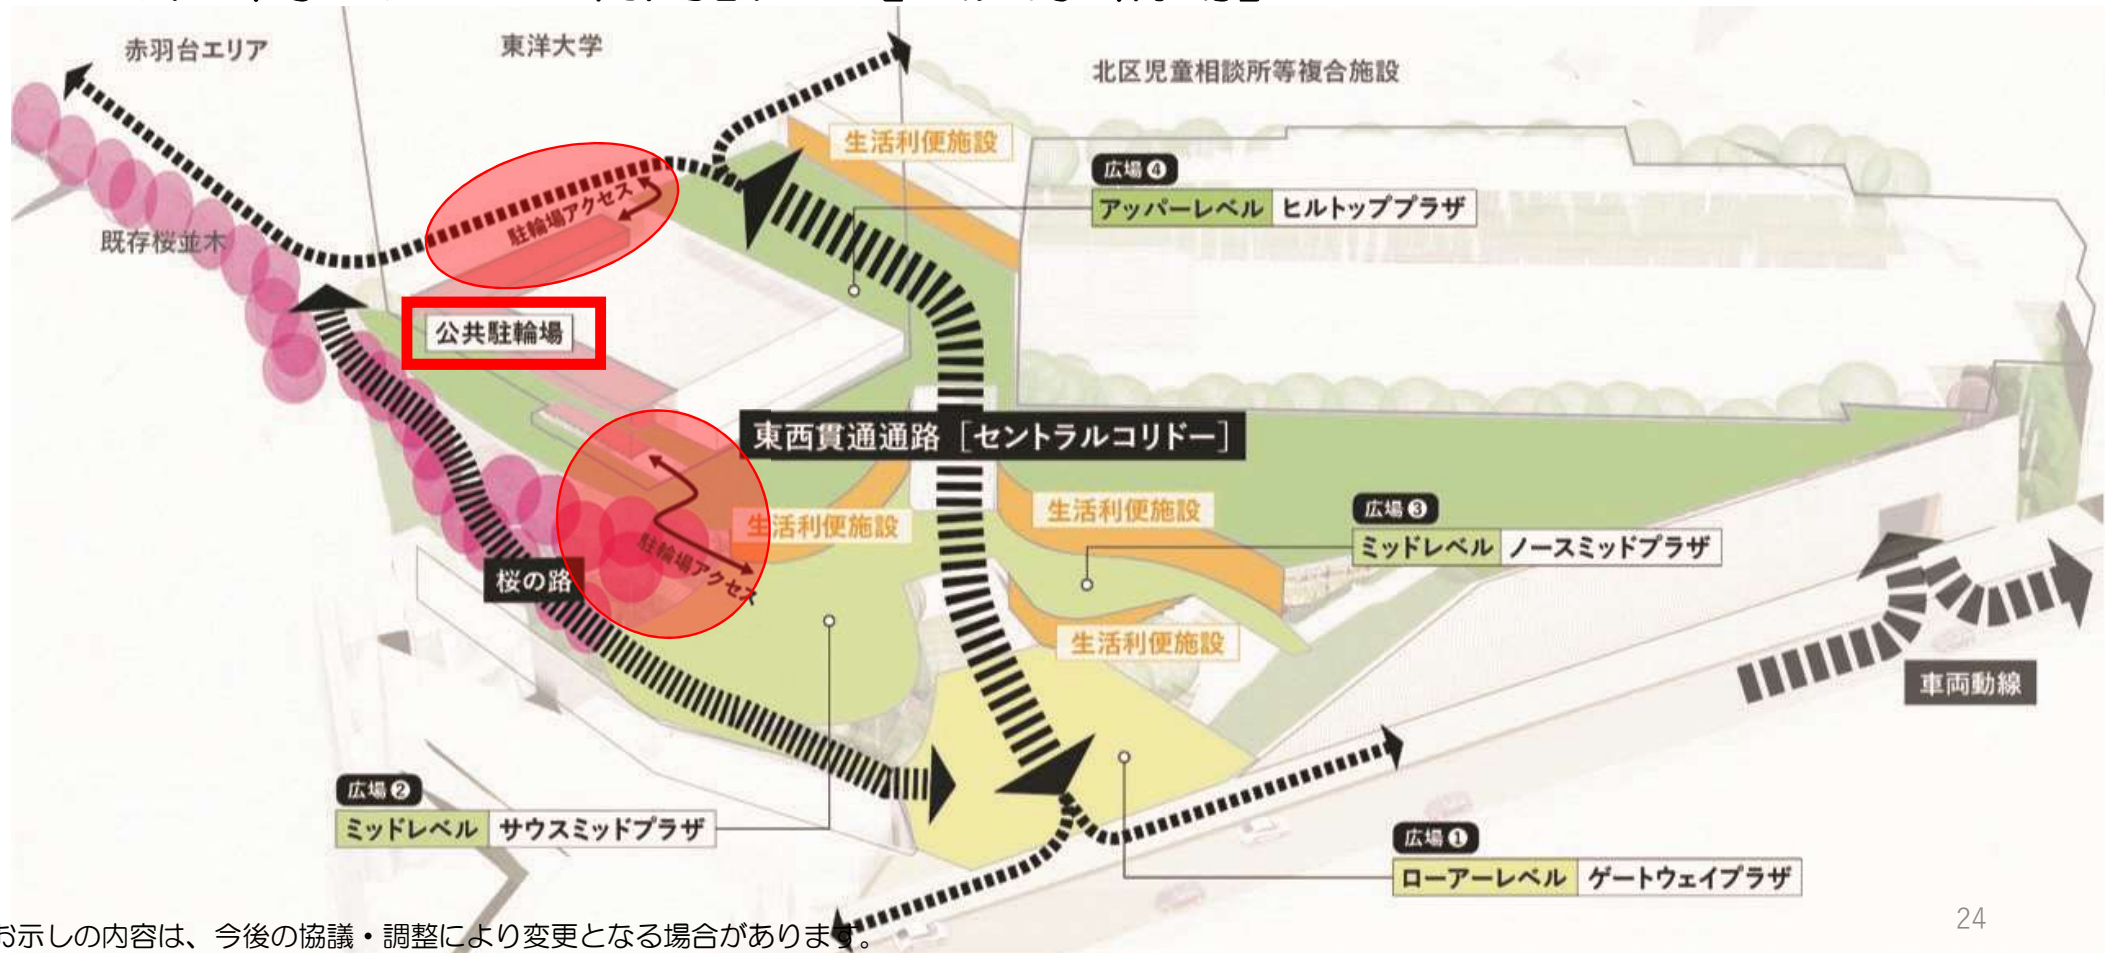 赤羽台エリア
東洋大学
北区児童相談所等複合施設
生活利便施設
広場❹
アッパーレベル ヒルトッププラザ
駐輪場アクセス
既存桜並木
公共駐輪場
東西貫通通路［セントラルコリドー］
生活利便施設
生活利便施設
広場❸
ミッドレベル ノースミッドプラザ
駐輪場アクセス
桜の路
生活利便施設
車両動線
広場❷
ミッドレベル サウスミッドプラザ
広場❶
ローアーレベル ゲートウェイプラザ
お示しの内容は、今後の協議・調整により変更となる場合があります。
24